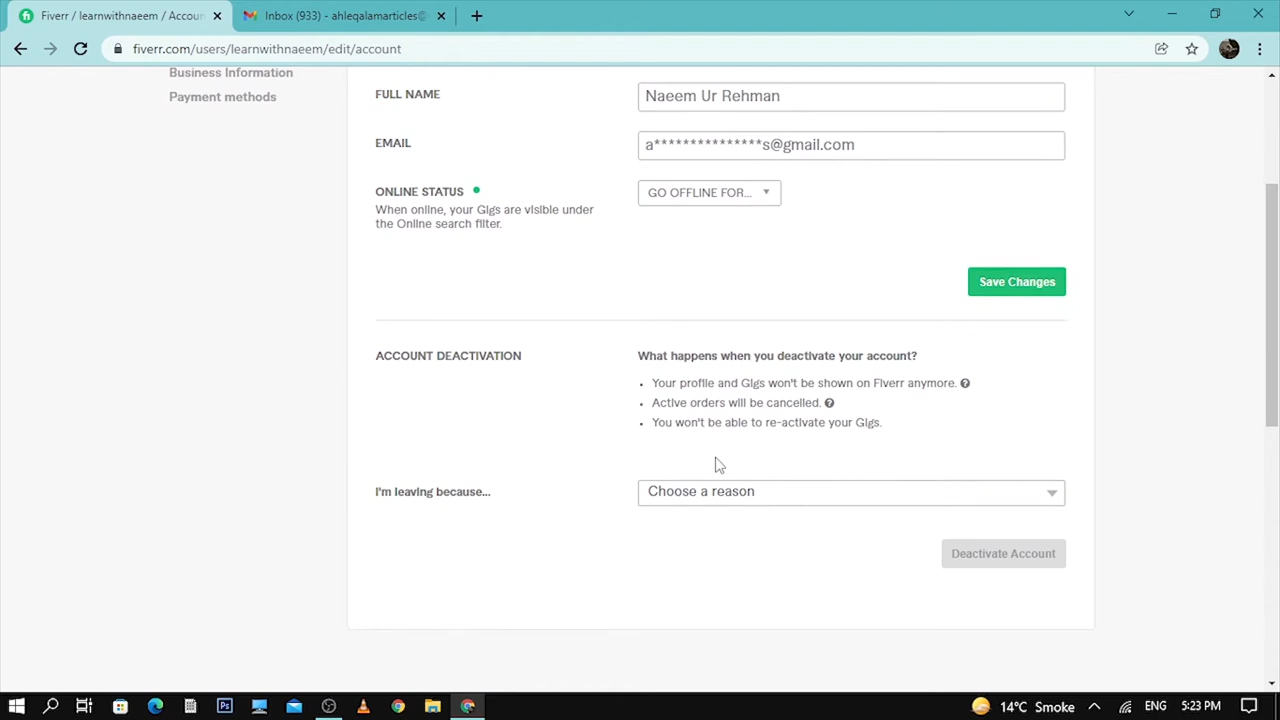 Fiverr / learnwithnaeem / Accoun
Inbox (933) - ahleqalamarticles@
fiverr.com/users/learnwithnaeem/edit/account
Business Information
Payment methods
FULL NAME
Naeem Ur Rehman
EMAIL
a***************s@gmail.com
ONLINE STATUS
When online, your Gigs are visible under
the Online search filter.
GO OFFLINE FOR...
Save Changes
ACCOUNT DEACTIVATION
What happens when you deactivate your account?
Your profile and Gigs won't be shown on Fiverr anymore.
Active orders will be cancelled.
You won't be able to re-activate your Gigs.
I'm leaving because...
Choose a reason
Deactivate Account
14°C Smoke
ENG
5:23 PM